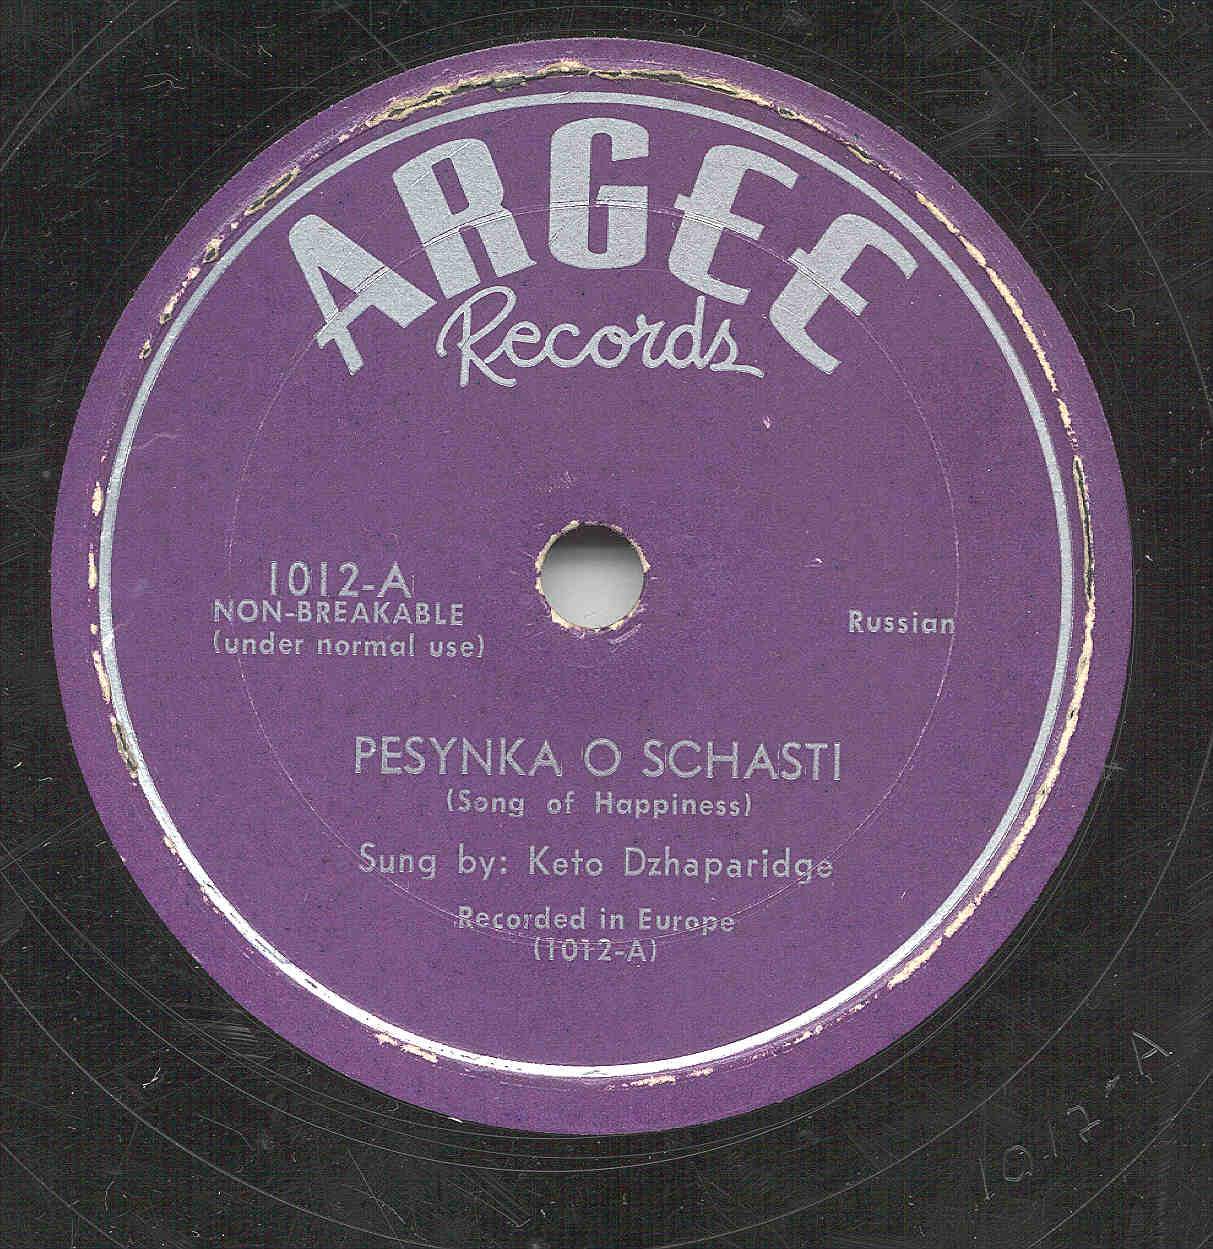 ARGEE
Records
1012-A
NON-BREAKABLE
(under normal use)
Russian
PESYNKA O SCHASTI
(Song of Happiness)
Sung by: Keto Dzhaparidge
Recorded in Europe
(1012-A)
1012-A